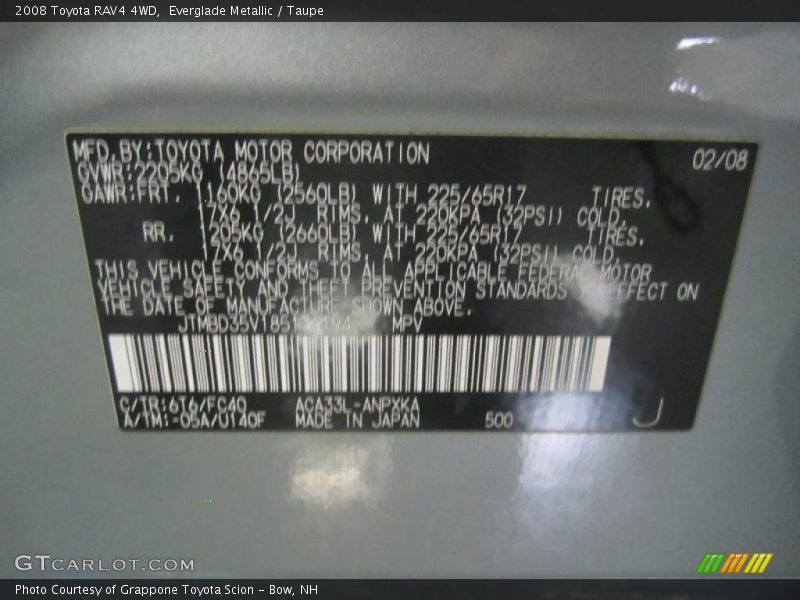 2008 Toyota RAV4 4WD,  Everglade Metallic / Taupe
MFD. BY: TOYOTA MOTOR CORPORATION 02/08
GVWR: 2205KG (4865LB)
GAWR: FRT. 1160KG (2560LB) WITH 225/65R17 TIRES,
17X6 1/2J RIMS, AT 220KPA (32PSI) COLD.
RR. 1205KG (2660LB) WITH 225/65R17 TIRES,
17X6 1/2J RIMS, AT 220KPA (32PSI) COLD.
THIS VEHICLE CONFORMS TO ALL APPLICABLE FEDERAL MOTOR
VEHICLE SAFETY AND THEFT PREVENTION STANDARDS EFFECT ON
THE DATE OF MANUFACTURE SHOWN ABOVE.
MPV
C/TR: 6T6/FC40 ACA33L-ANPXKA
A/TM: -05A/U140F MADE IN JAPAN 500 J
GTCARLOT.COM
Photo Courtesy of Grappone Toyota Scion - Bow, NH